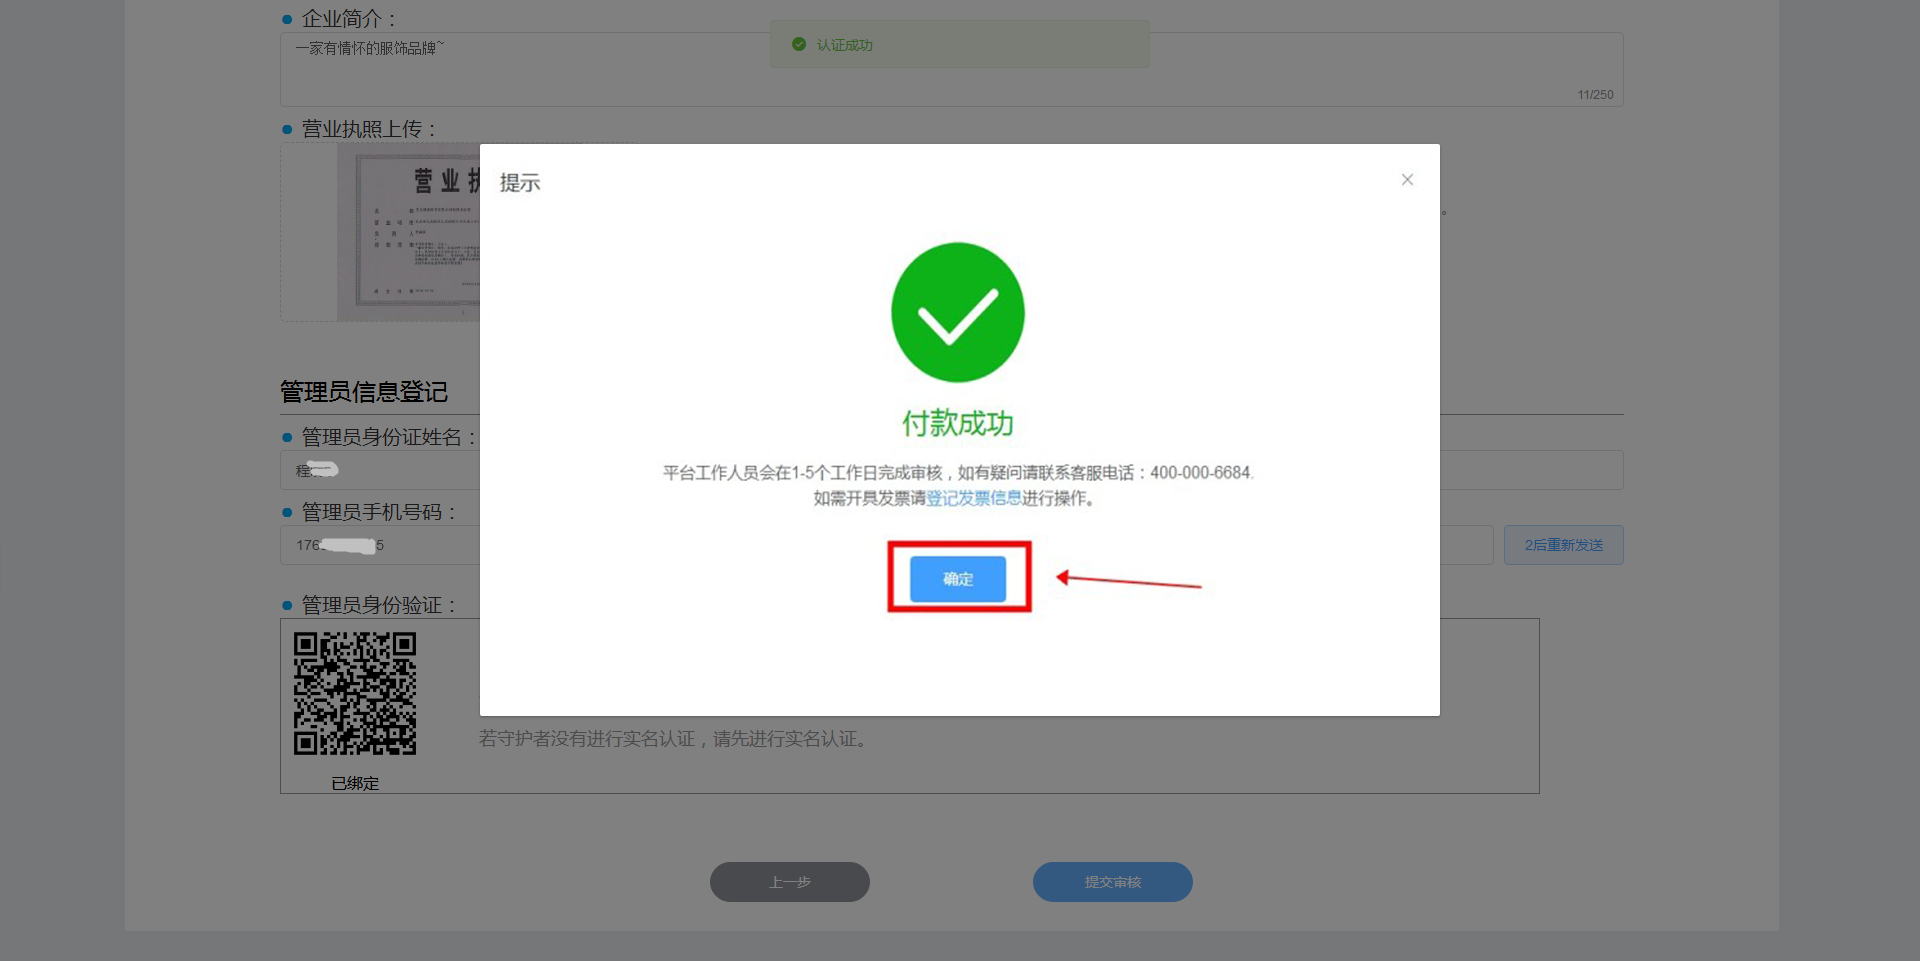 企业简介：
一家有情怀的服饰品牌~
认证成功
11/250
营业执照上传：
营业执
提示
。
付款成功
平台工作人员会在1-5个工作日完成审核，如有疑问请联系客服电话：400-000-6684.
如需开具发票请登记发票信息进行操作。
确定
管理员信息登记
管理员身份证姓名：
程
管理员手机号码：
176 5
2后重新发送
管理员身份验证：
若守护者没有进行实名认证，请先进行实名认证。
已绑定
上一步
提交审核